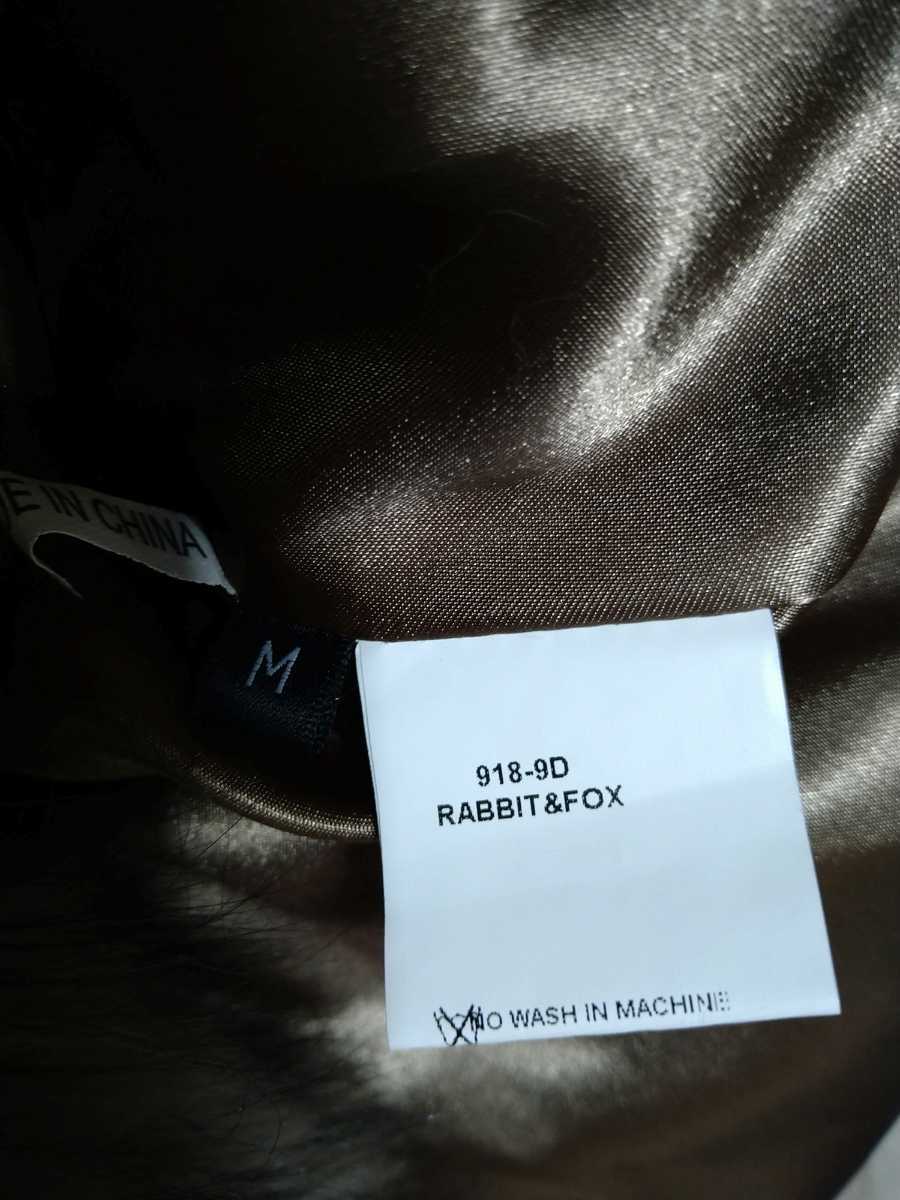 E IN CHINA
M
918-9D
RABBIT&FOX
NO WASH IN MACHINE